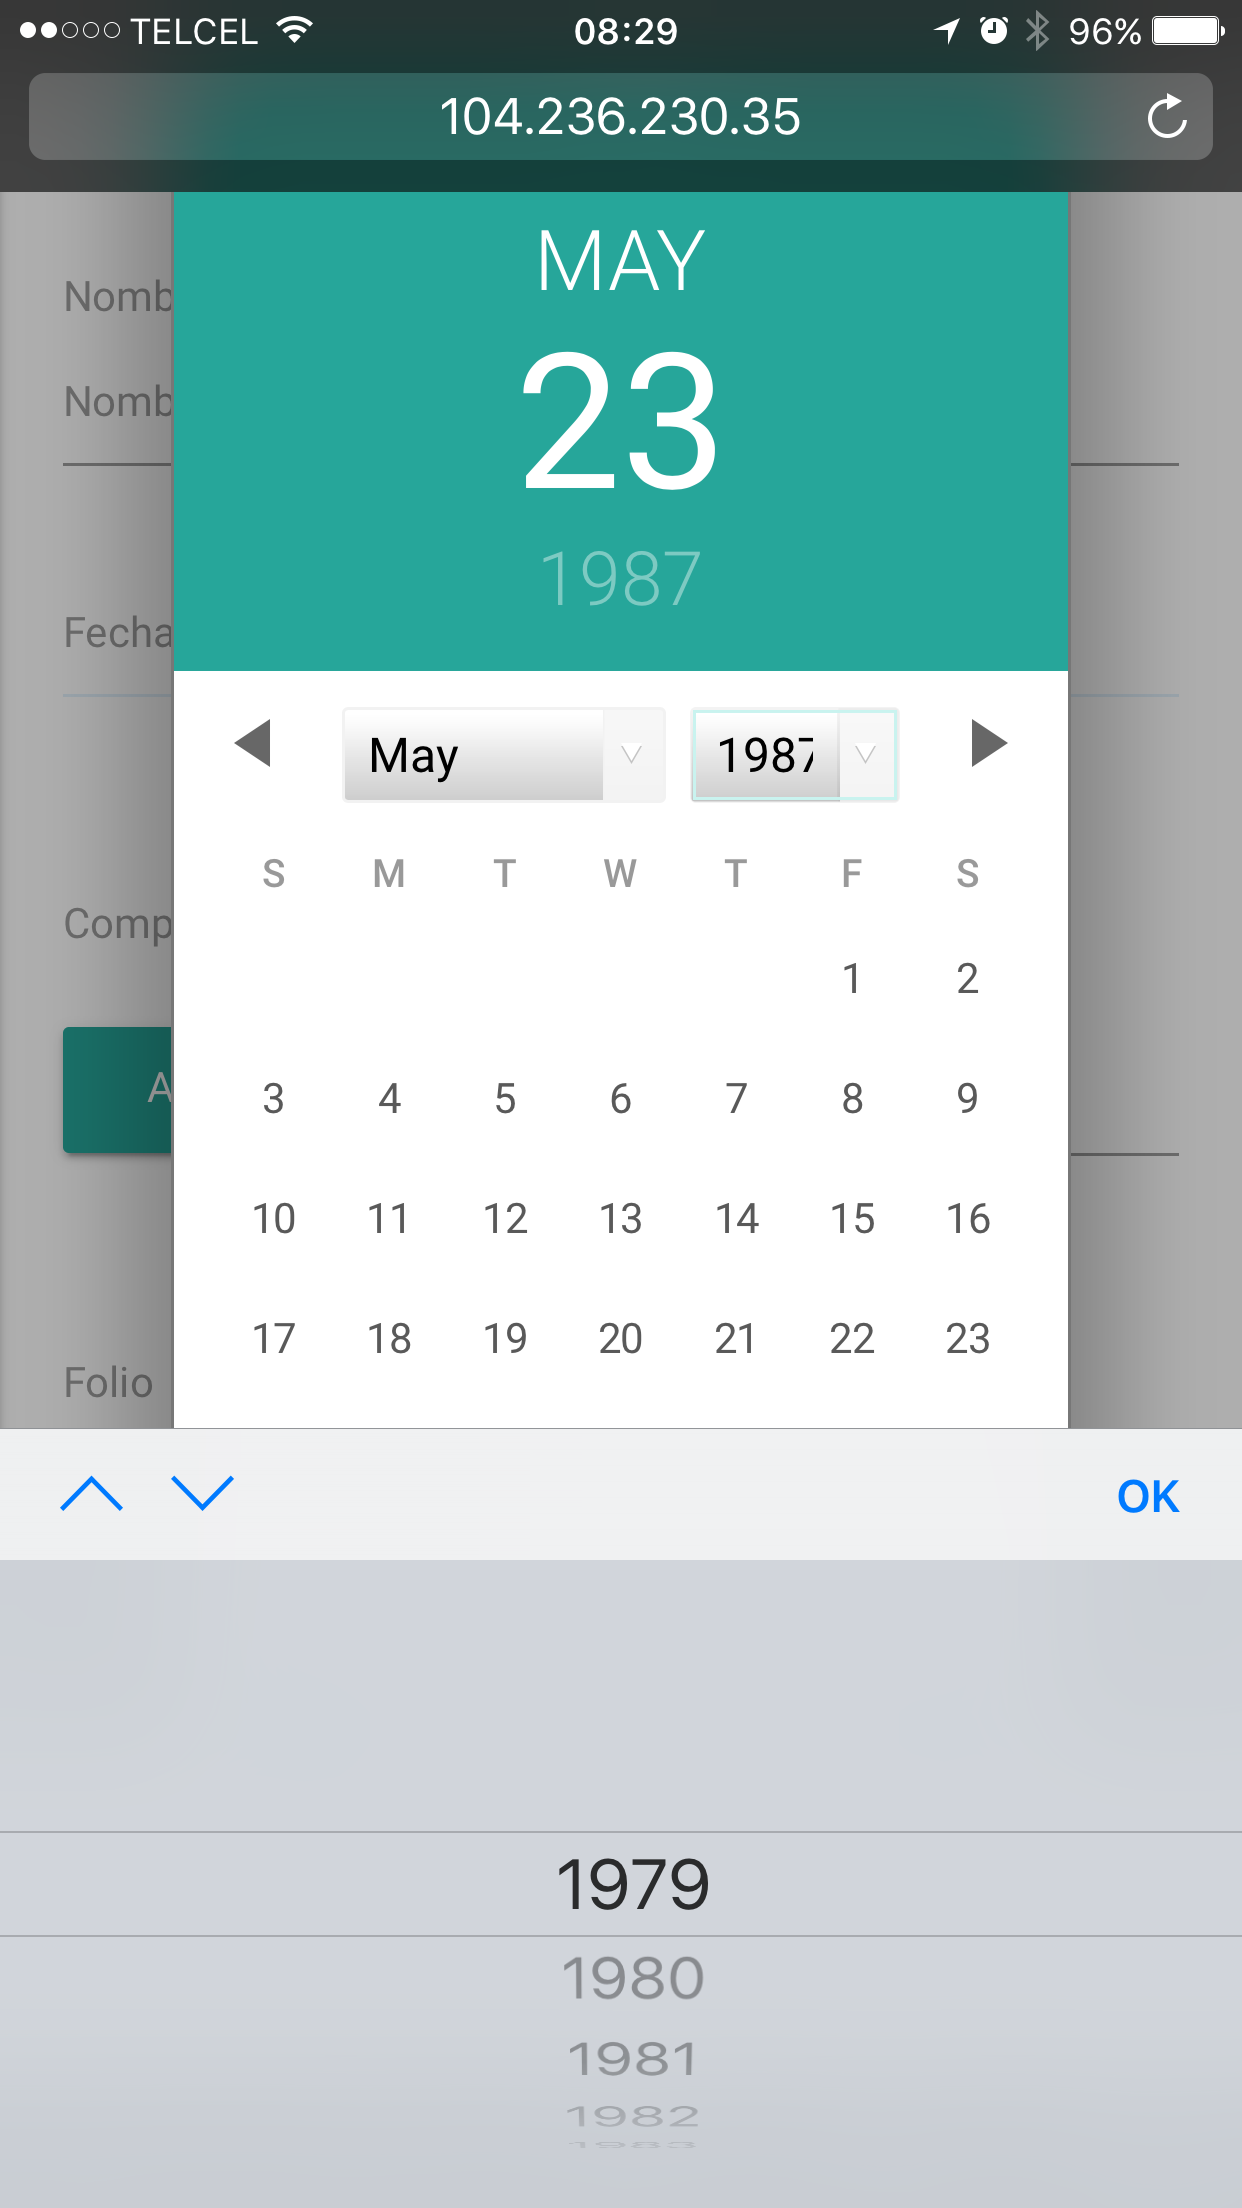 TELCEL 08:29 96%
104.236.230.35
MAY
Nomb
23
Nomb
1987
Fecha
May 1987
S M T W T F S
Comp
1 2
A
3 4 5 6 7 8 9
10 11 12 13 14 15 16
17 18 19 20 21 22 23
Folio
OK
1979
1980
1981
1982
1983